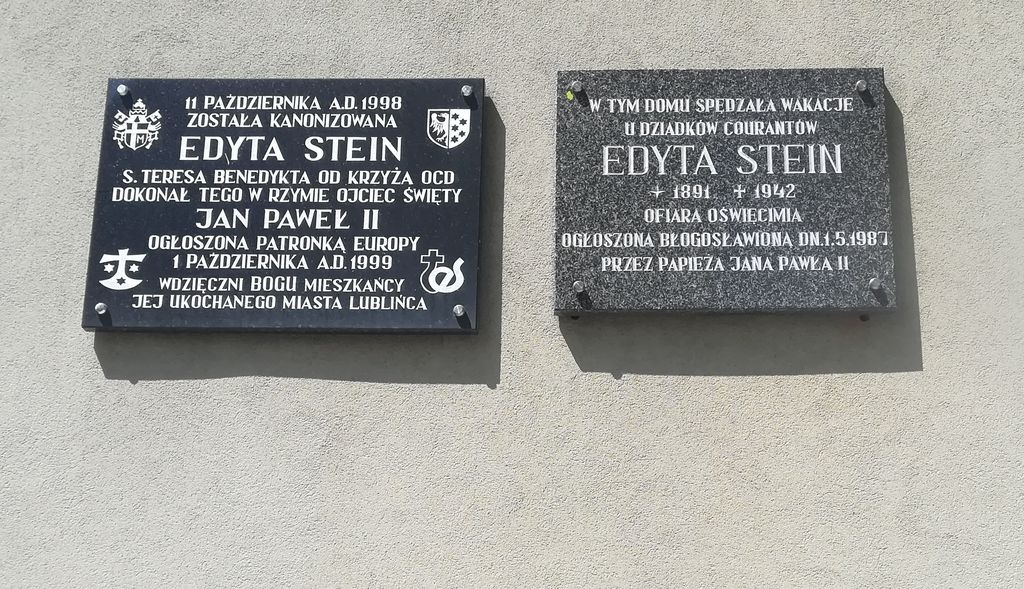 11 PAŹDZIERNIKA A.D. 1998
ZOSTAŁA KANONIZOWANA
EDYTA STEIN
S. TERESA BENEDYKTA OD KRZYŻA OCD
DOKONAŁ TEGO W RZYMIE OJCIEC ŚWIĘTY
JAN PAWEŁ II
OGŁOSZONA PATRONKĄ EUROPY
1 PAŹDZIERNIKA A.D. 1999
WDZIĘCZNI BOGU MIESZKAŃCY
JEJ UKOCHANEGO MIASTA LUBLIŃCA
W TYM DOMU SPĘDZAŁA WAKACJE
U DZIADKÓW COURANTÓW
EDYTA STEIN
+ 1891 + 1942
OFIARA OŚWIĘCIMIA
OGŁOSZONA BŁOGOSŁAWIONĄ DN.1.5.1987
PRZEZ PAPIEŻA JANA PAWŁA II